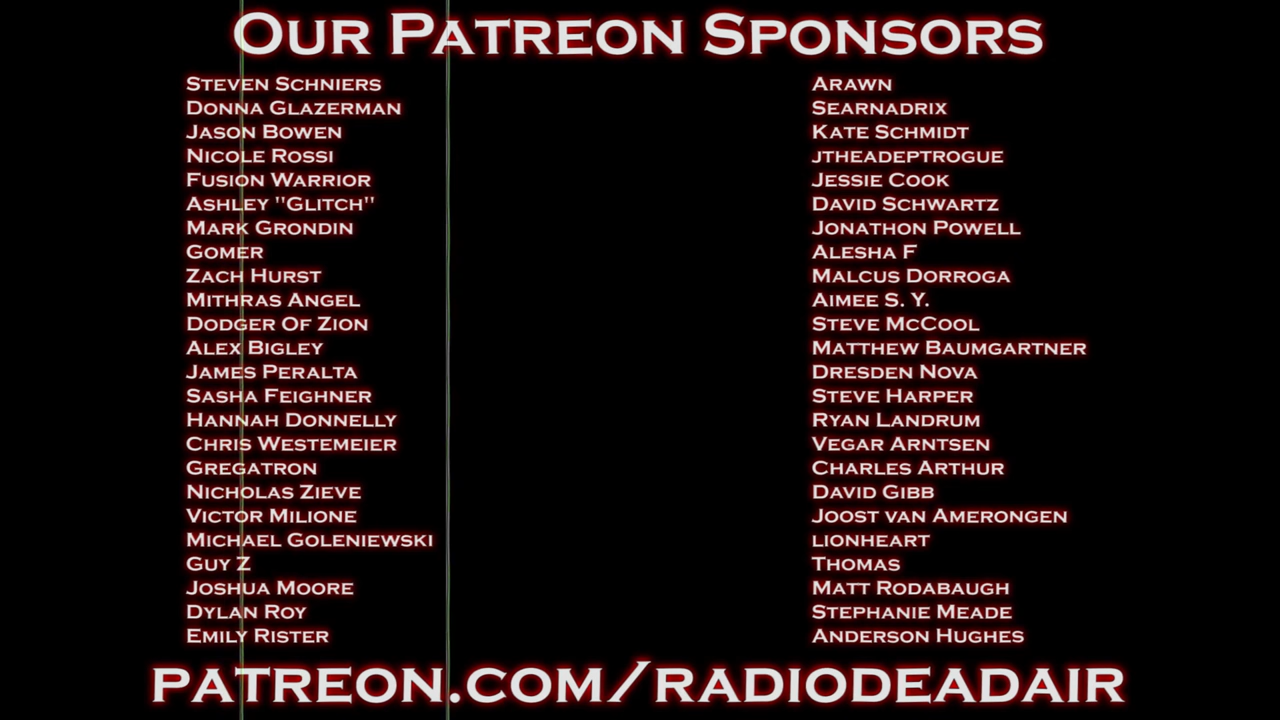 Our Patreon Sponsors
Steven Schniers
Donna Glazerman
Jason Bowen
Nicole Rossi
Fusion Warrior
Ashley "Glitch"
Mark Grondin
Gomer
Zach Hurst
Mithras Angel
Dodger Of Zion
Alex Bigley
James Peralta
Sasha Feighner
Hannah Donnelly
Chris Westemeier
Gregatron
Nicholas Zieve
Victor Milione
Michael Goleniewski
Guy Z
Joshua Moore
Dylan Roy
Emily Rister
Arawn
Searnadrix
Kate Schmidt
jtheadeptrogue
Jessie Cook
David Schwartz
Jonathon Powell
Alesha F
Malcus Dorroga
Aimee S. Y.
Steve McCool
Matthew Baumgartner
Dresden Nova
Steve Harper
Ryan Landrum
Vegar Arntsen
Charles Arthur
David Gibb
Joost van Amerongen
lionheart
Thomas
Matt Rodabaugh
Stephanie Meade
Anderson Hughes
patreon.com/radiodeadair